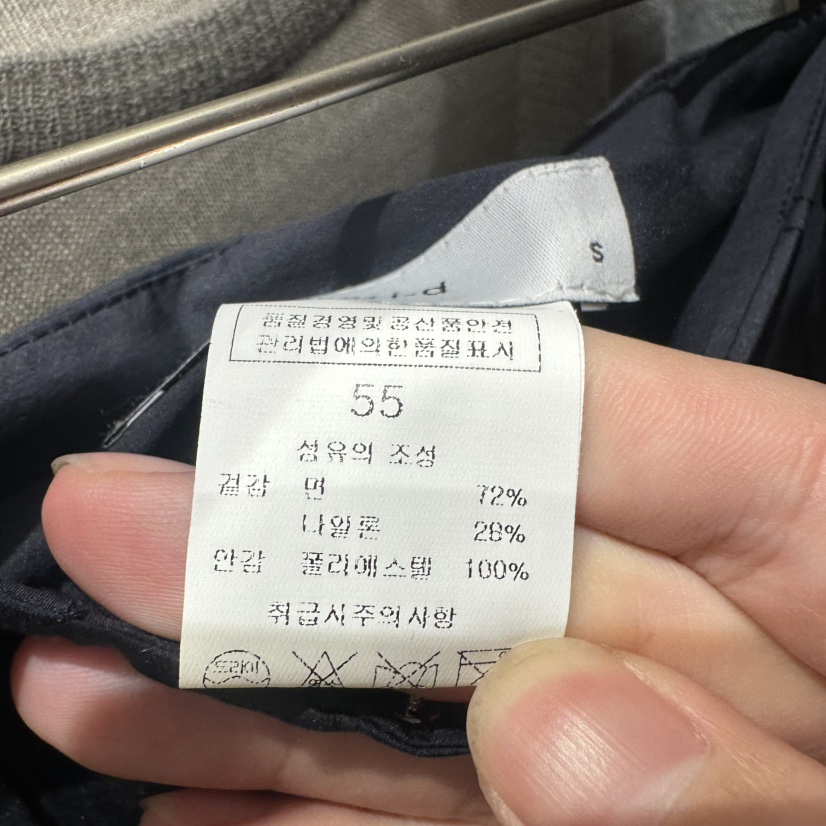 S
품질경영및 공산품안전
관리법에의한품질표시
55
섬유의 조성
겉감 면 72%
나일론 28%
안감 폴리에스텔 100%
취급시주의사항
드라이